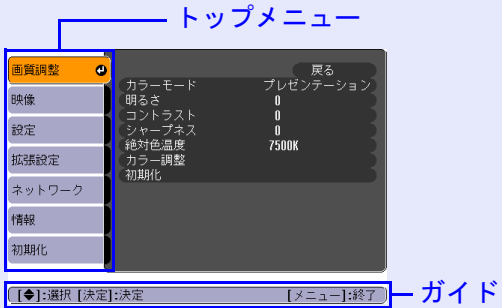 トップメニュー
画質調整
映像
設定
拡張設定
ネットワーク
情報
初期化
戻る
カラーモード プレゼンテーション
明るさ 0
コントラスト 0
シャープネス 0
絶対色温度 7500K
カラー調整
初期化
[◆]:選択 [決定]:決定 [メニュー]:終了
ガイド